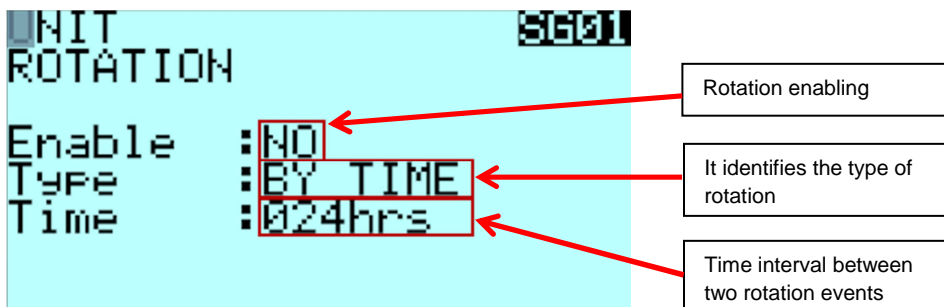 UNIT SG01
ROTATION
Enable :NO
Type :BY TIME
Time :024hrs
Rotation enabling
It identifies the type of
rotation
Time interval between
two rotation events